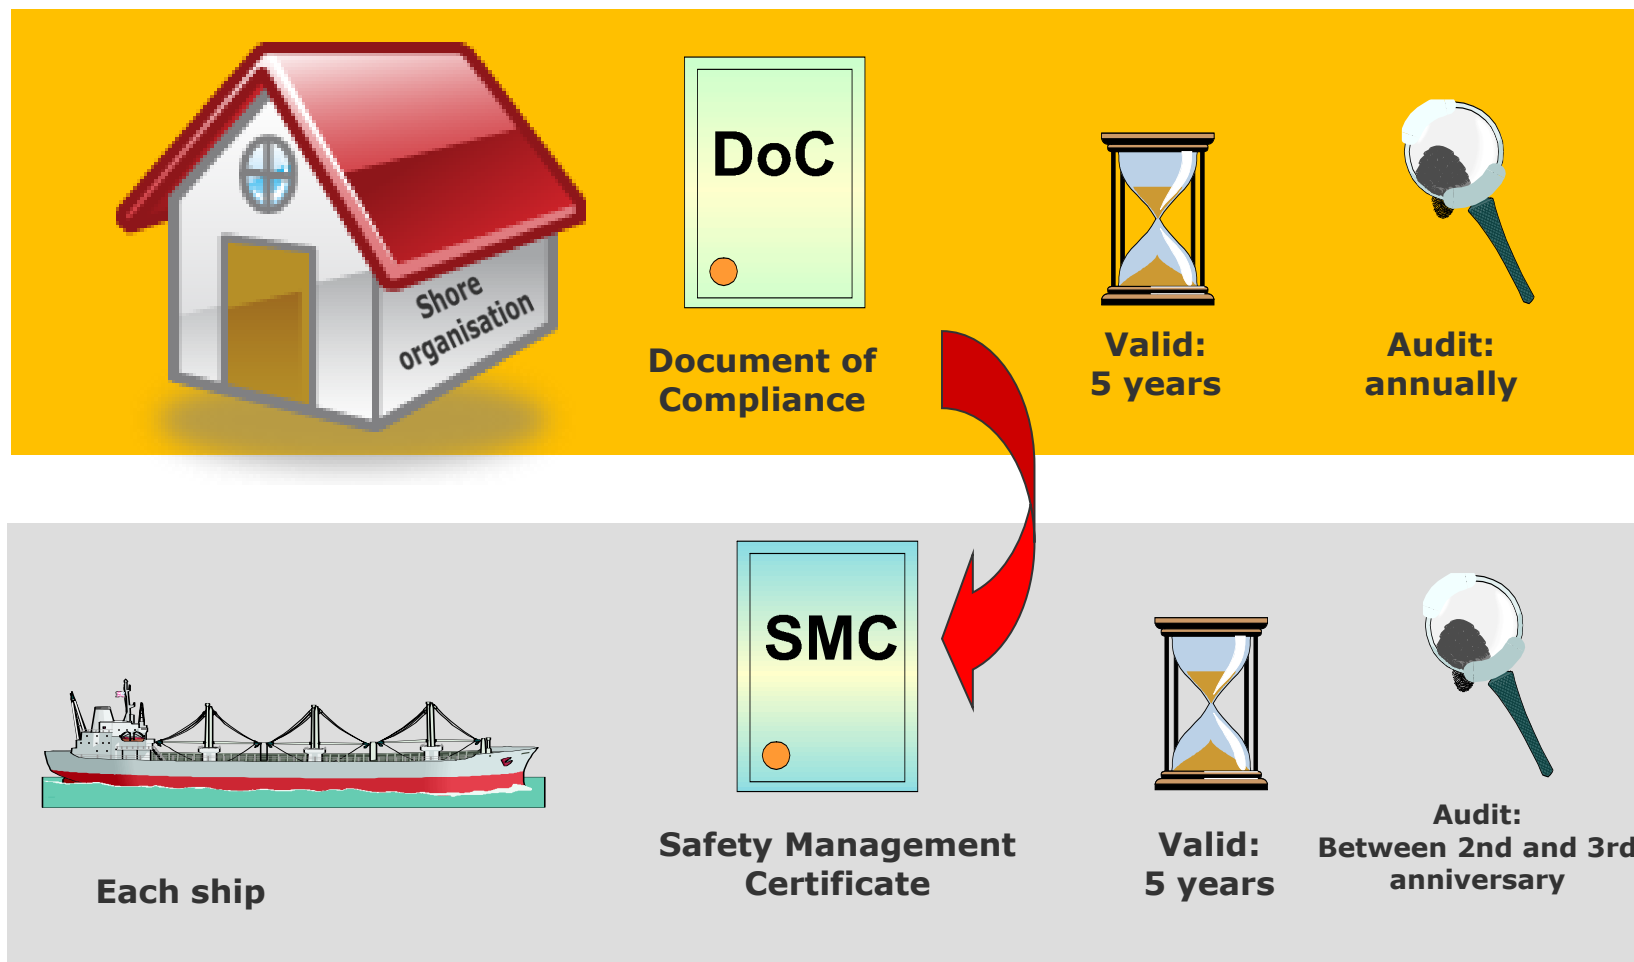 DoC
Shore
organisation
Document of
Compliance
Valid:
5 years
Audit:
annually
SMC
Each ship
Safety Management
Certificate
Valid:
5 years
Audit:
Between 2nd and 3rd
anniversary